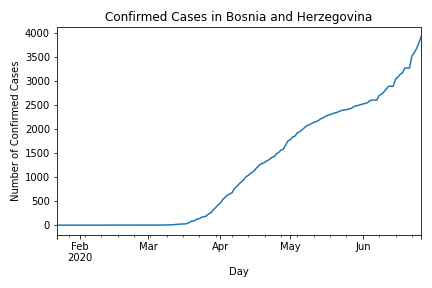 Confirmed Cases in Bosnia and Herzegovina
Number of Confirmed Cases
4000
3500
3000
2500
2000
1500
1000
500
0
Feb Mar Apr May Jun
2020
Day